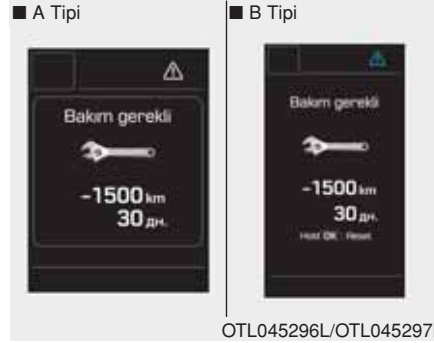 ■ A Tipi
Bakım gerekli
-1500 km
30 дн.
■ B Tipi
Bakım gerekli
-1500 km
30 дн.
Hold OK : Reset
OTL045296L/OTL045297